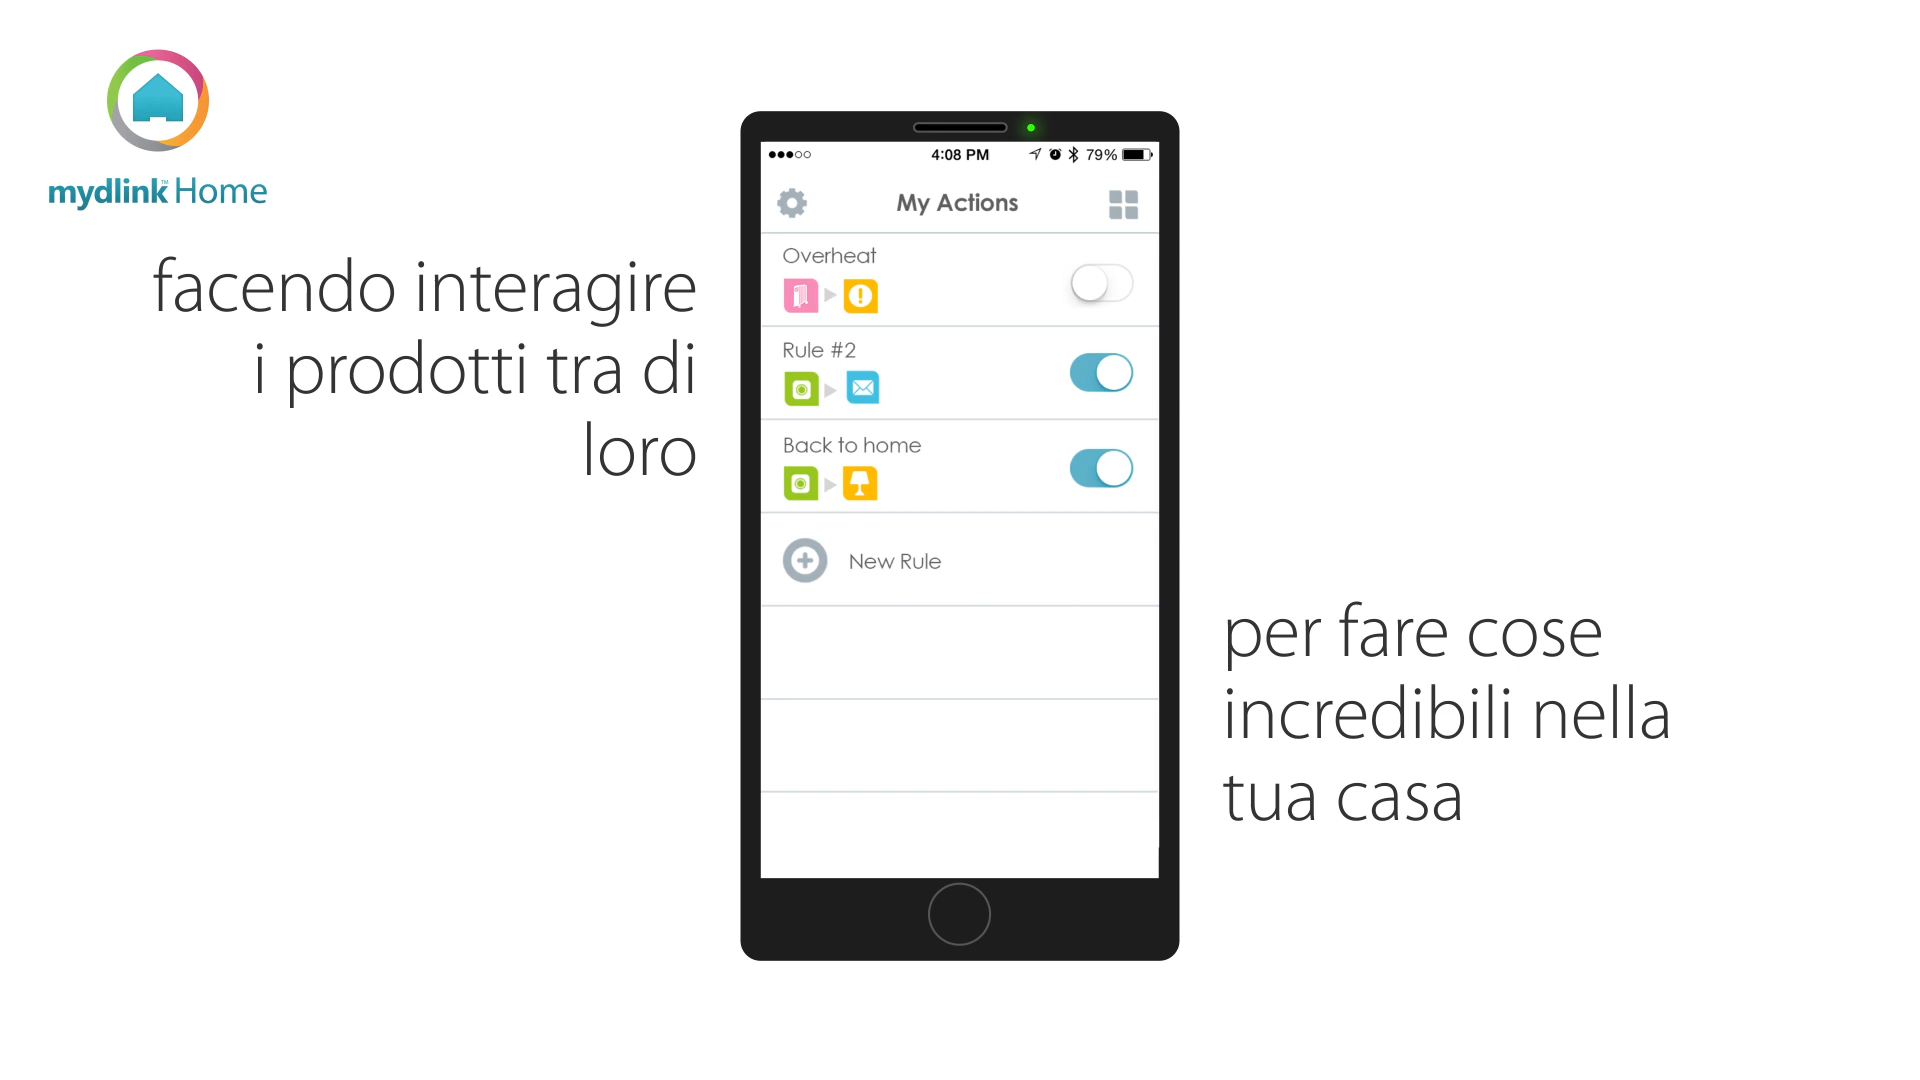 mydlink™ Home
facendo interagire
i prodotti tra di
loro
4:08 PM
79%
My Actions
Overheat
Rule #2
Back to home
New Rule
per fare cose
incredibili nella
tua casa